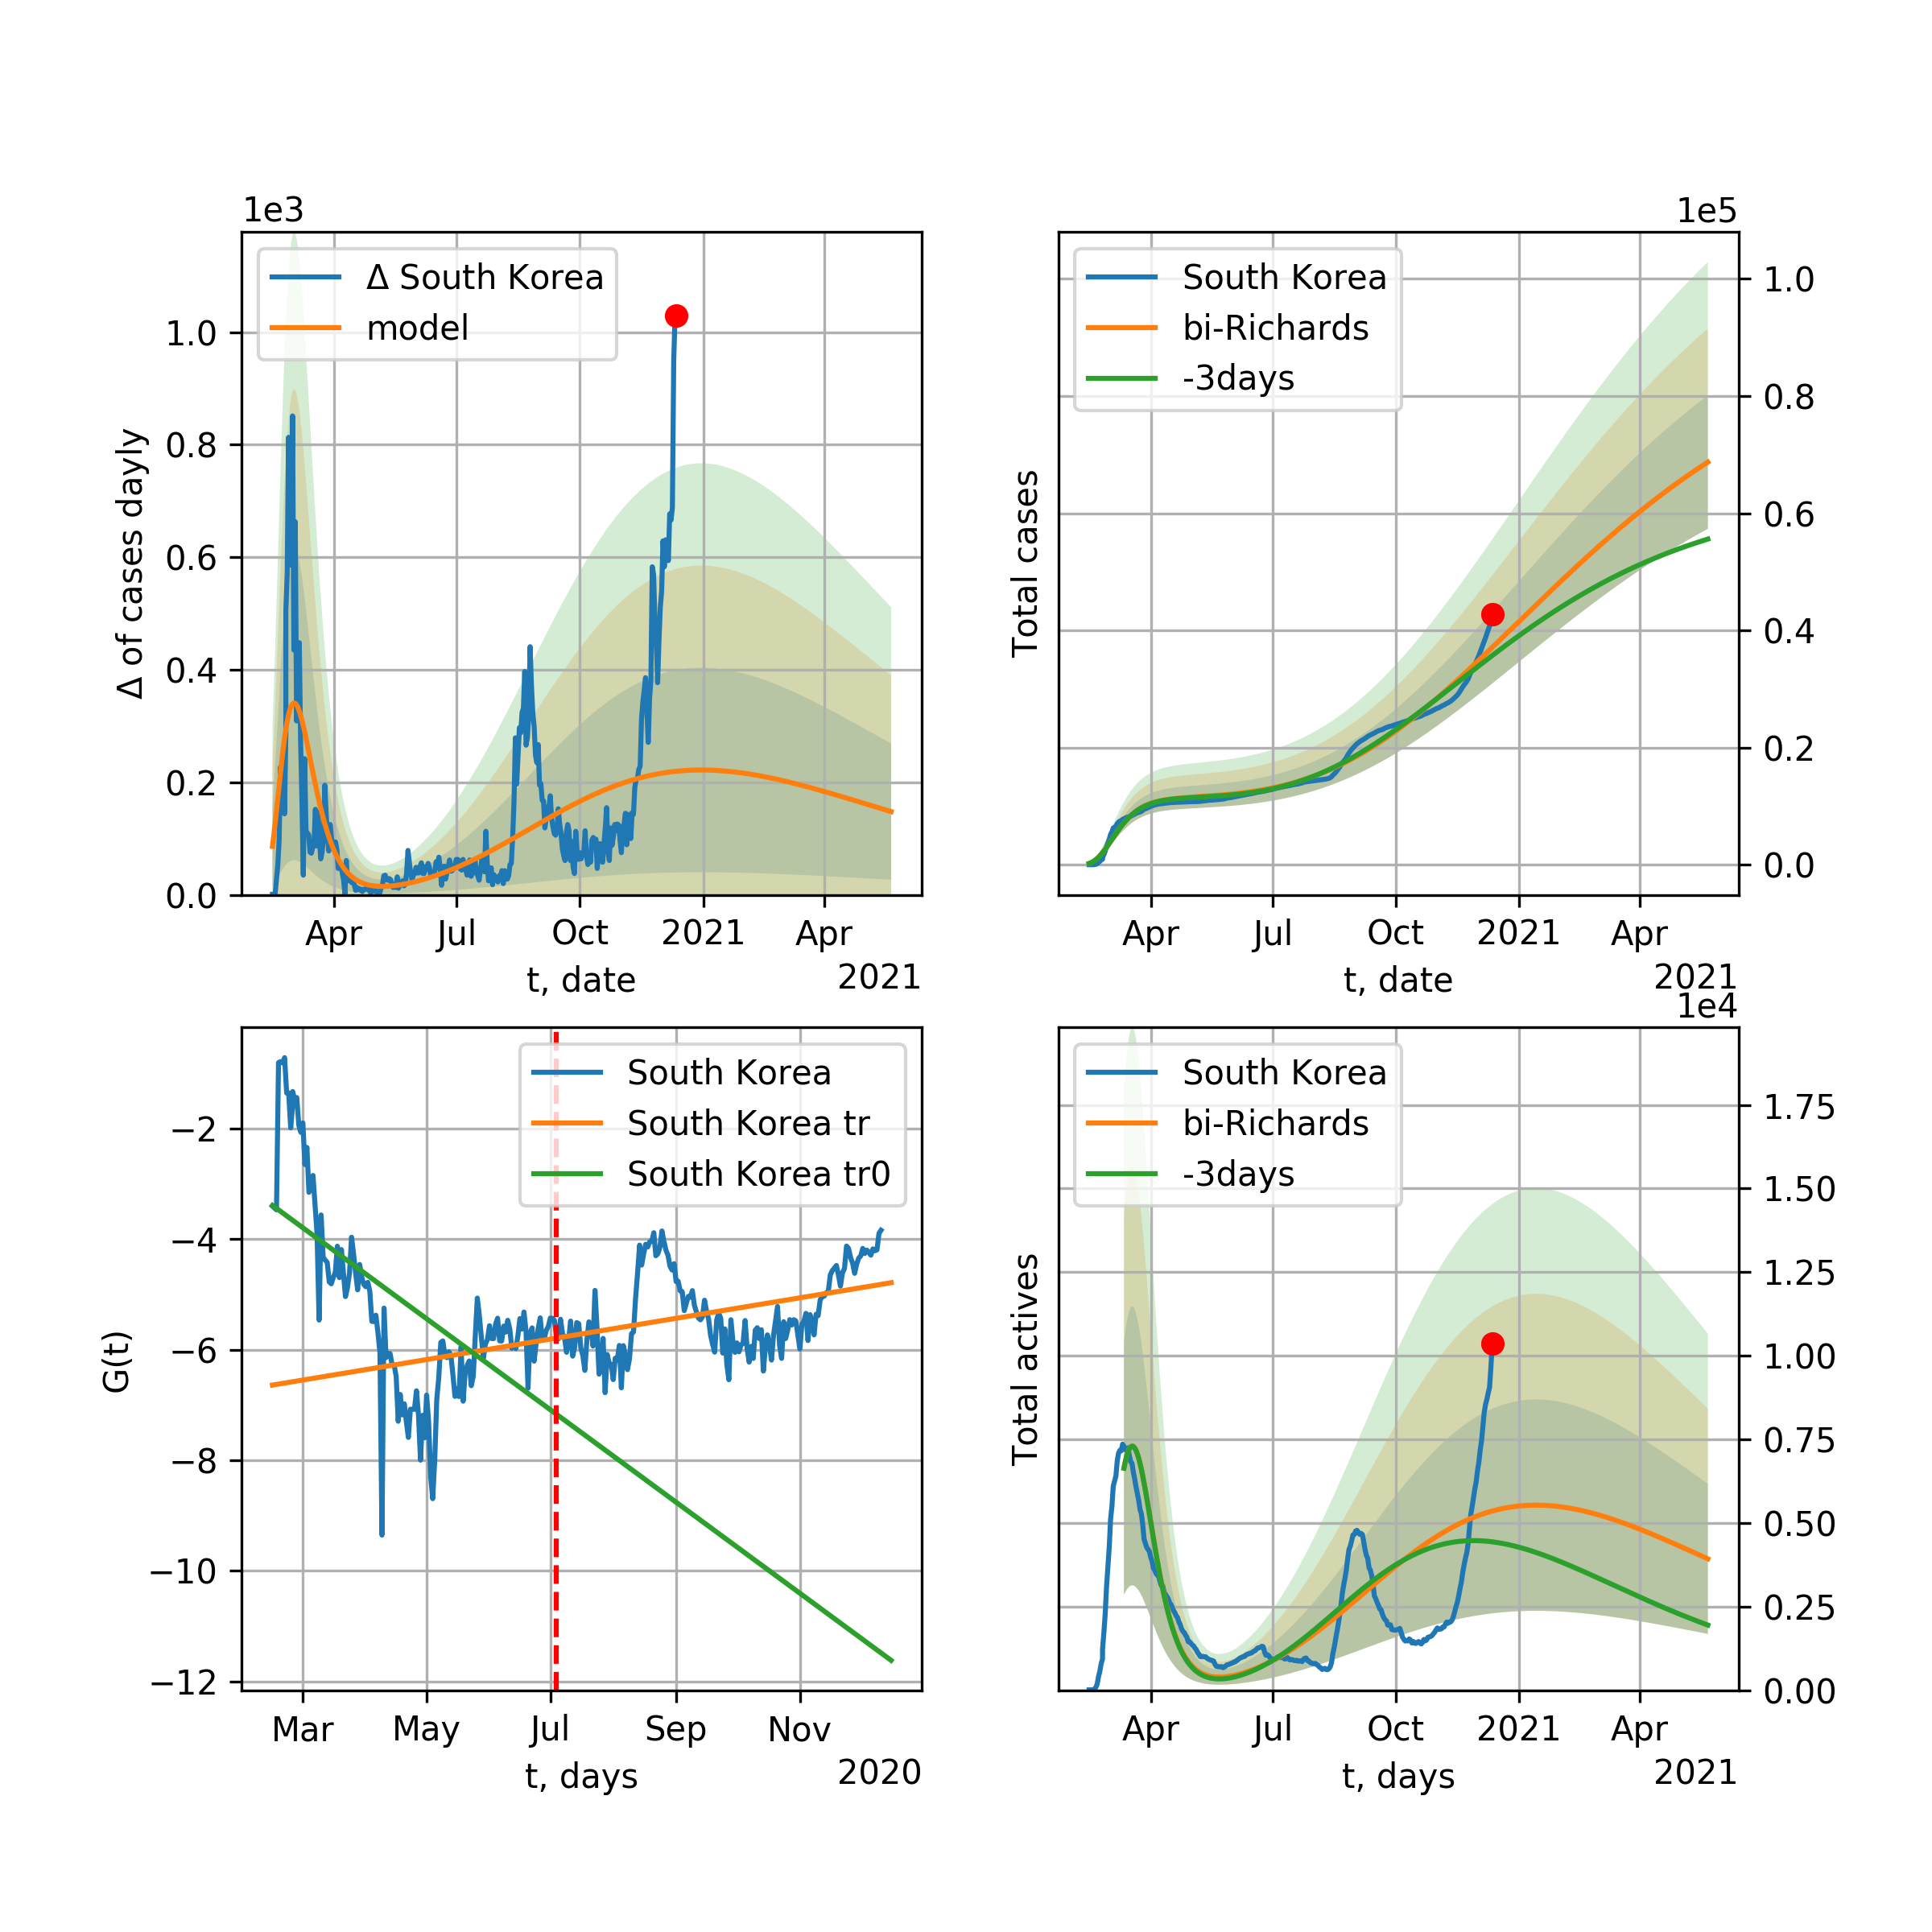 1e3
Δ of cases dayly
1.0
0.8
0.6
0.4
0.2
0.0
Δ South Korea
model
Apr
Jul
Oct
2021
Apr
t, date
2021
1e5
Total cases
South Korea
bi-Richards
-3days
1.0
0.8
0.6
0.4
0.2
0.0
Apr
Jul
Oct
2021
Apr
t, date
2021
G(t)
−2
−4
−6
−8
−10
−12
South Korea
South Korea tr
South Korea tr0
Mar
May
Jul
Sep
Nov
t, days
2020
1e4
Total actives
South Korea
bi-Richards
-3days
1.75
1.50
1.25
1.00
0.75
0.50
0.25
0.00
Apr
Jul
Oct
2021
Apr
t, days
2021